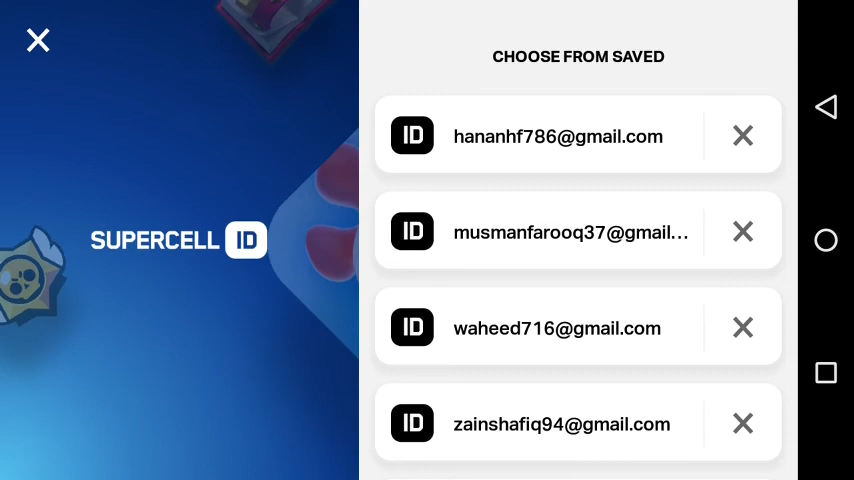 SUPERCELL ID
CHOOSE FROM SAVED
ID hananhf786@gmail.com
ID musmanfarooq37@gmail...
ID waheed716@gmail.com
ID zainshafiq94@gmail.com